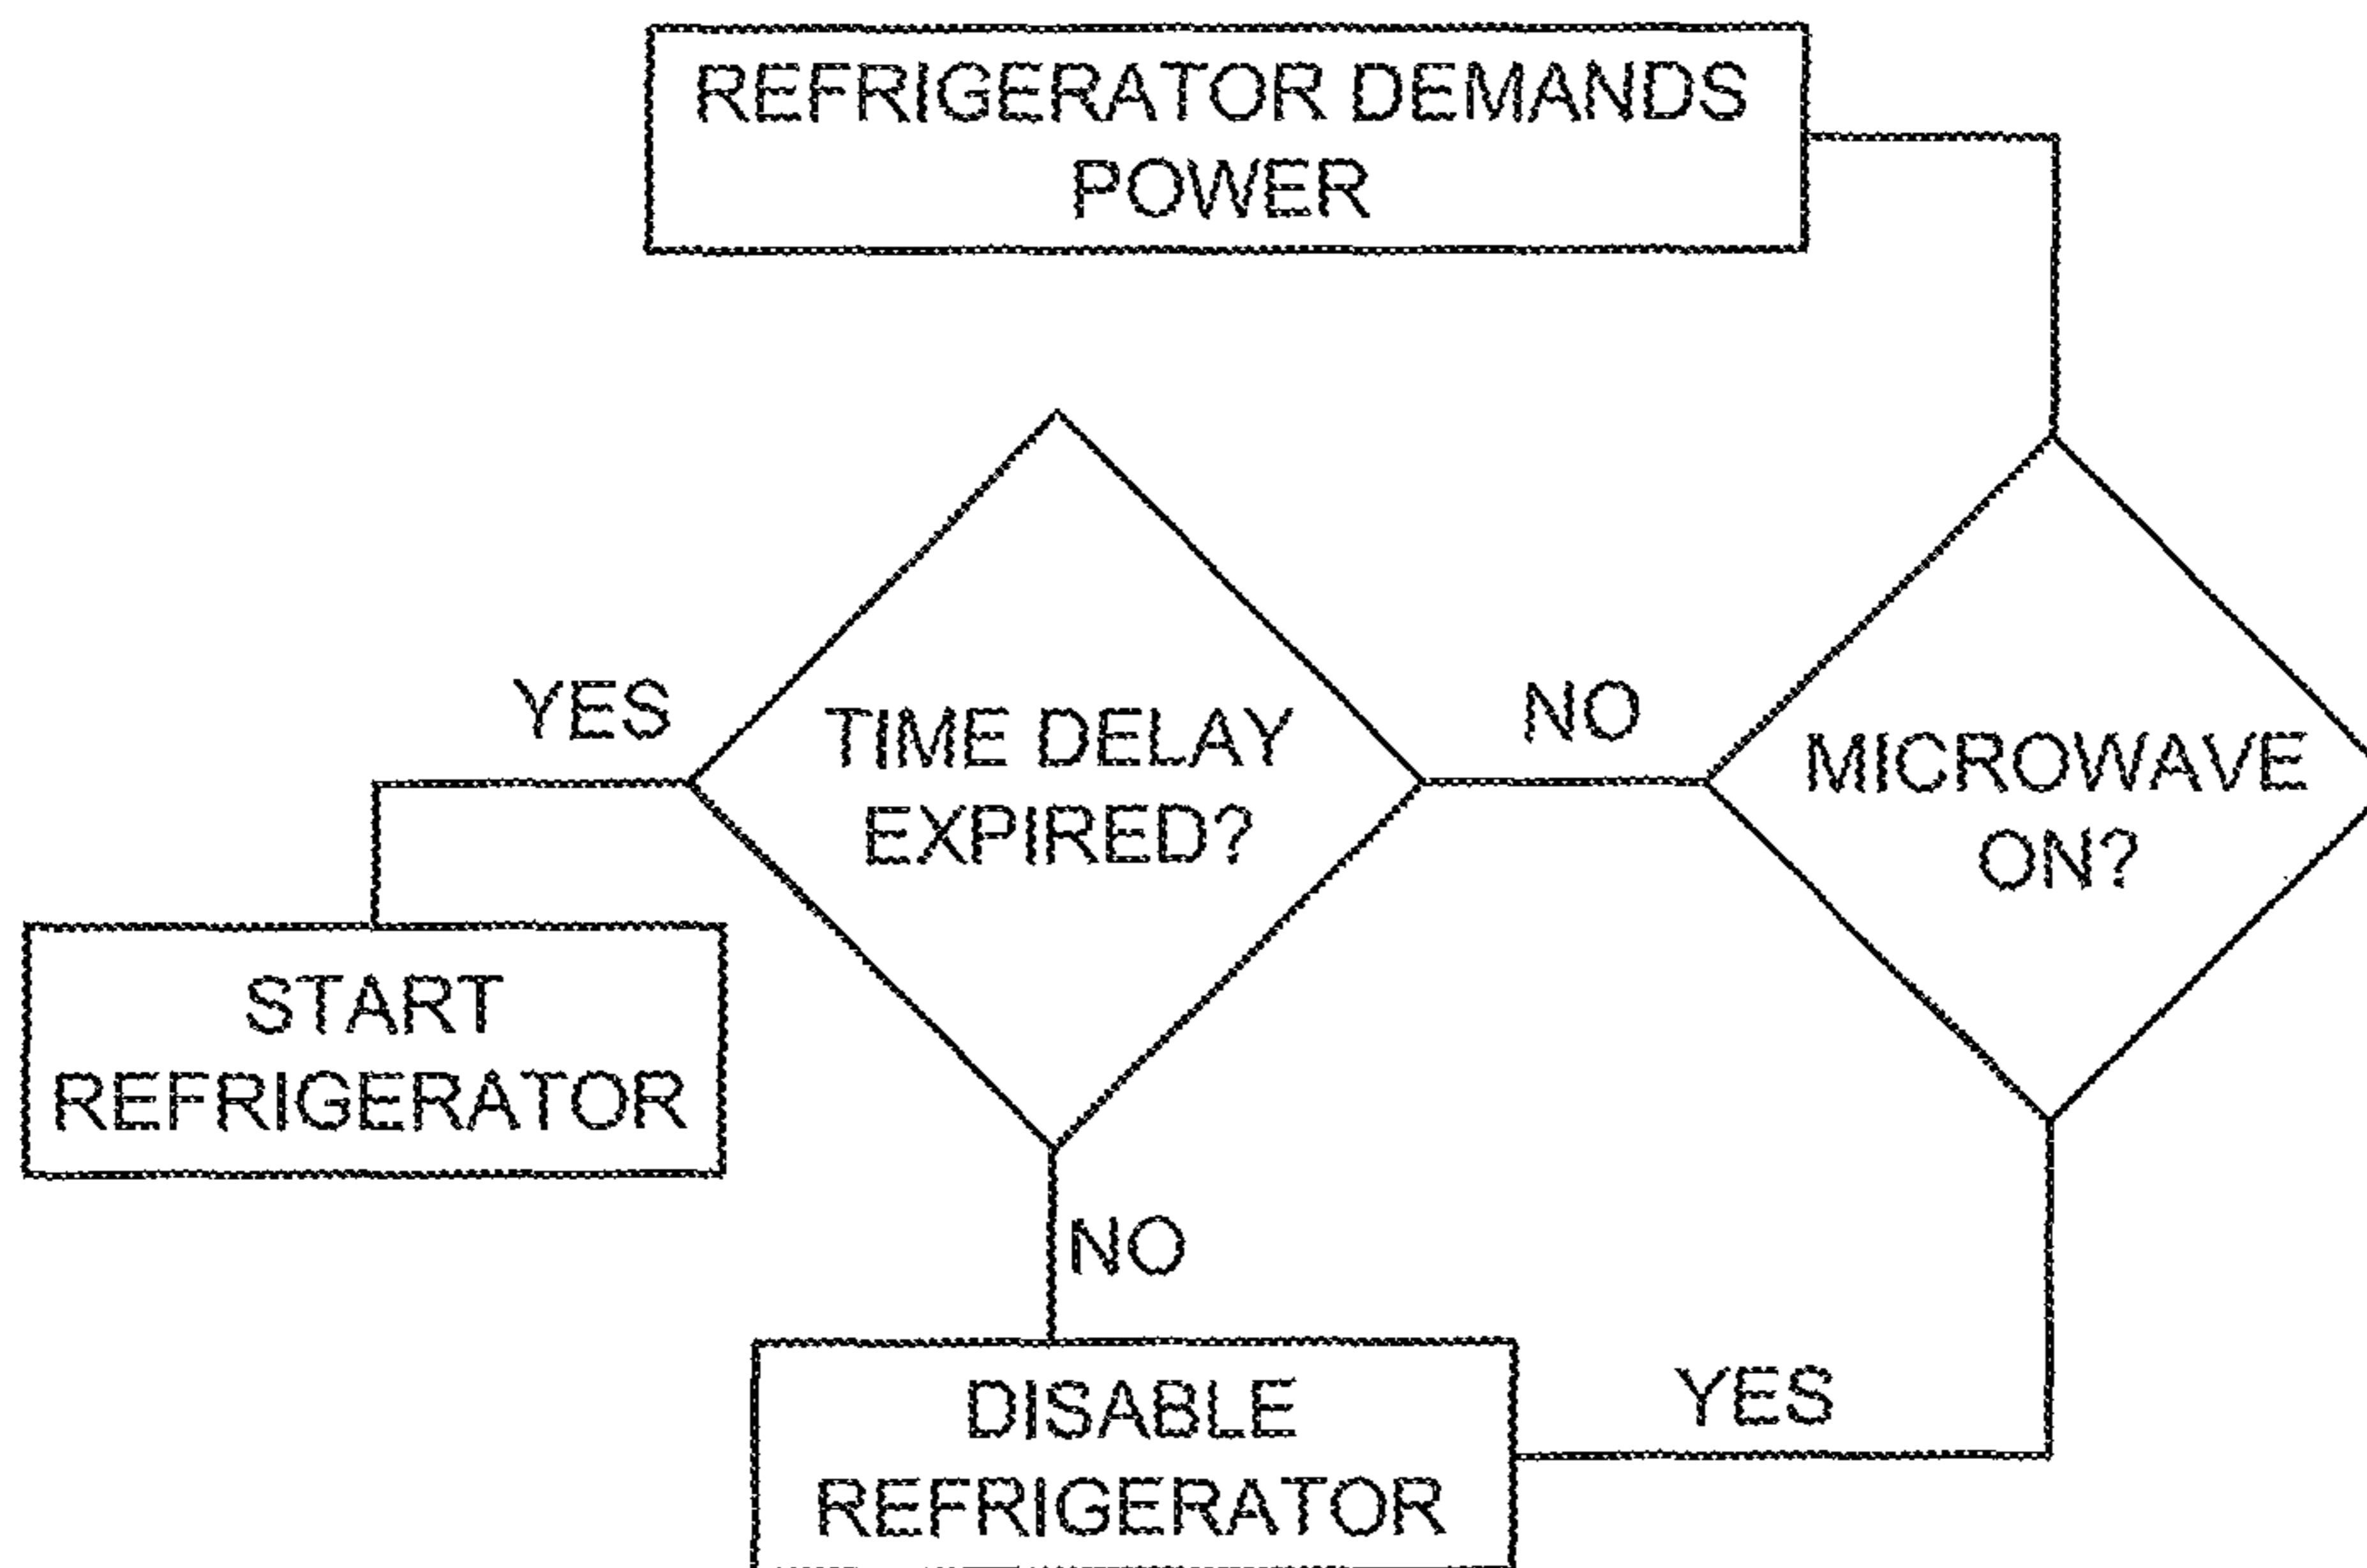 REFRIGERATOR DEMANDS
POWER
YES
TIME DELAY
EXPIRED?
NO
MICROWAVE
ON?
START
REFRIGERATOR
NO
DISABLE
REFRIGERATOR
YES